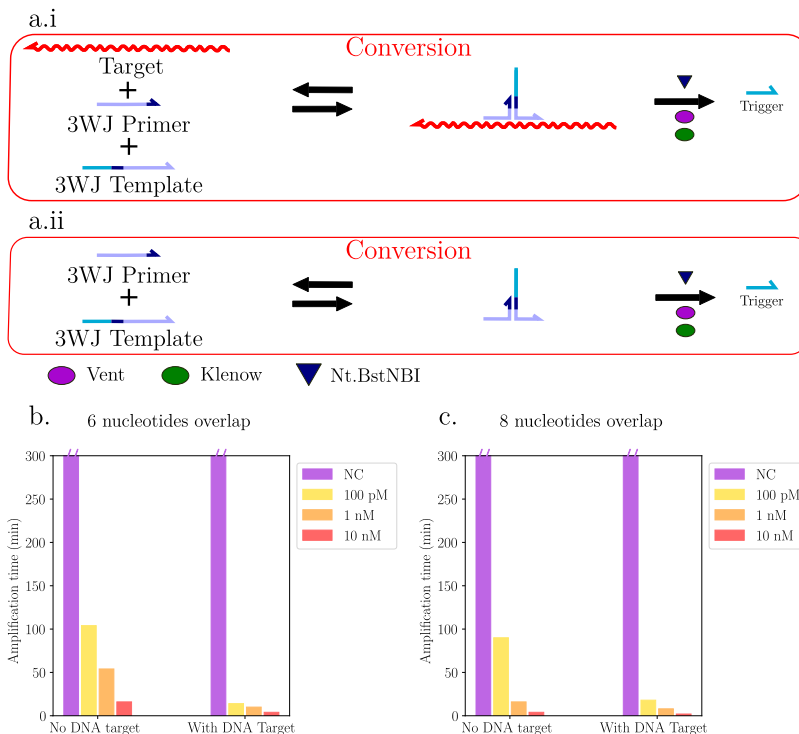 a.i
Conversion
Target
+
3WJ Primer
+
3WJ Template
Trigger
a.ii
Conversion
3WJ Primer
+
3WJ Template
Trigger
Vent
Klenow
Nt.BstNBI
b.
6 nucleotides overlap
Amplification time (min)
300
250
200
150
100
50
0
No DNA target
With DNA Target
NC
100 pM
1 nM
10 nM
c.
8 nucleotides overlap
Amplification time (min)
300
250
200
150
100
50
0
No DNA target
With DNA Target
NC
100 pM
1 nM
10 nM